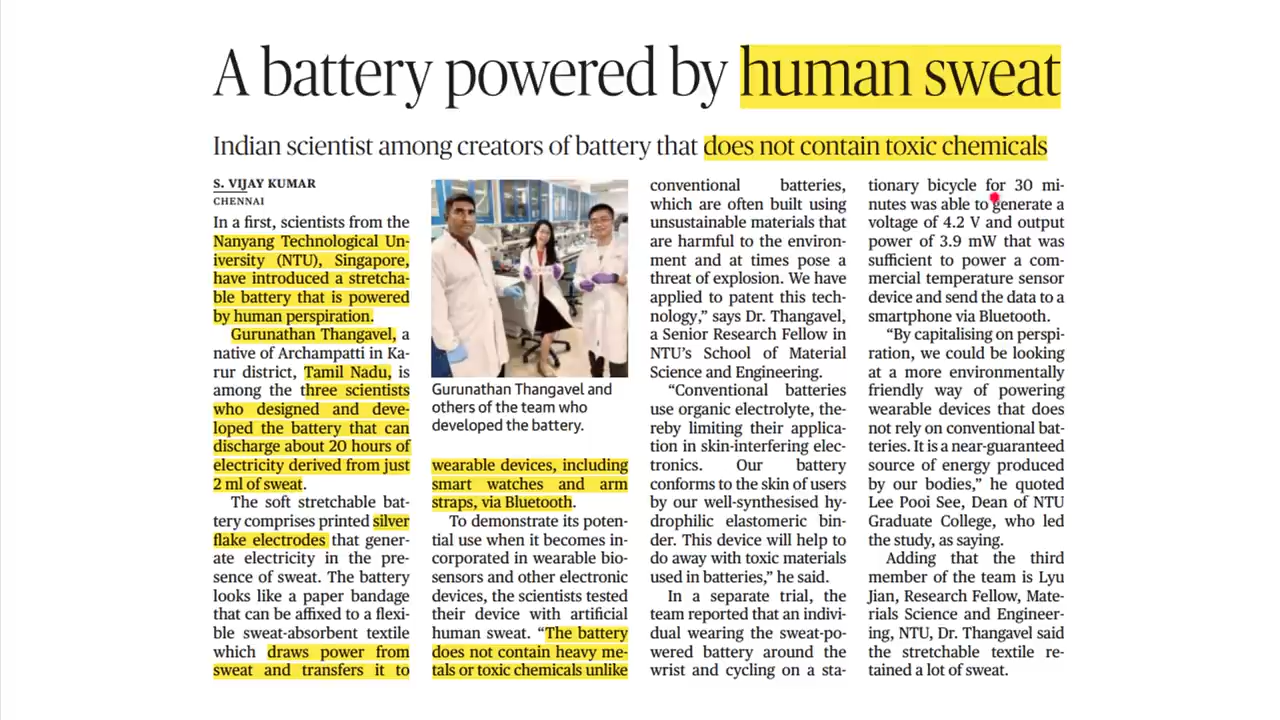 A battery powered by human sweat
Indian scientist among creators of battery that does not contain toxic chemicals
S. VIJAY KUMAR
CHENNAI
In a first, scientists from the
Nanyang Technological Un-
iversity (NTU), Singapore,
have introduced a stretcha-
ble battery that is powered
by human perspiration.
Gurunathan Thangavel, a
native of Archampatti in Ka-
rur district, Tamil Nadu, is
among the three scientists
who designed and deve-
loped the battery that can
discharge about 20 hours of
electricity derived from just
2 ml of sweat.
The soft stretchable bat-
tery comprises printed silver
flake electrodes that gener-
ate electricity in the pre-
sence of sweat. The battery
looks like a paper bandage
that can be affixed to a flexi-
ble sweat-absorbent textile
which draws power from
sweat and transfers it to
Gurunathan Thangavel and
others of the team who
developed the battery.
wearable devices, including
smart watches and arm
straps, via Bluetooth.
To demonstrate its poten-
tial use when it becomes in-
corporated in wearable bio-
sensors and other electronic
devices, the scientists tested
their device with artificial
human sweat. “The battery
does not contain heavy me-
tals or toxic chemicals unlike
conventional batteries,
which are often built using
unsustainable materials that
are harmful to the environ-
ment and at times pose a
threat of explosion. We have
applied to patent this tech-
nology,” says Dr. Thangavel,
a Senior Research Fellow in
NTU’s School of Material
Science and Engineering.
“Conventional batteries
use organic electrolyte, the-
reby limiting their applica-
tion in skin-interfering elec-
tronics. Our battery
conforms to the skin of users
by our well-synthesised hy-
drophilic elastomeric bin-
der. This device will help to
do away with toxic materials
used in batteries,” he said.
In a separate trial, the
team reported that an indivi-
dual wearing the sweat-po-
wered battery around the
wrist and cycling on a sta-
tionary bicycle for 30 mi-
nutes was able to generate a
voltage of 4.2 V and output
power of 3.9 mW that was
sufficient to power a com-
mercial temperature sensor
device and send the data to a
smartphone via Bluetooth.
“By capitalising on perspi-
ration, we could be looking
at a more environmentally
friendly way of powering
wearable devices that does
not rely on conventional bat-
teries. It is a near-guaranteed
source of energy produced
by our bodies,” he quoted
Lee Pooi See, Dean of NTU
Graduate College, who led
the study, as saying.
Adding that the third
member of the team is Lyu
Jian, Research Fellow, Mate-
rials Science and Engineer-
ing, NTU, Dr. Thangavel said
the stretchable textile re-
tained a lot of sweat.